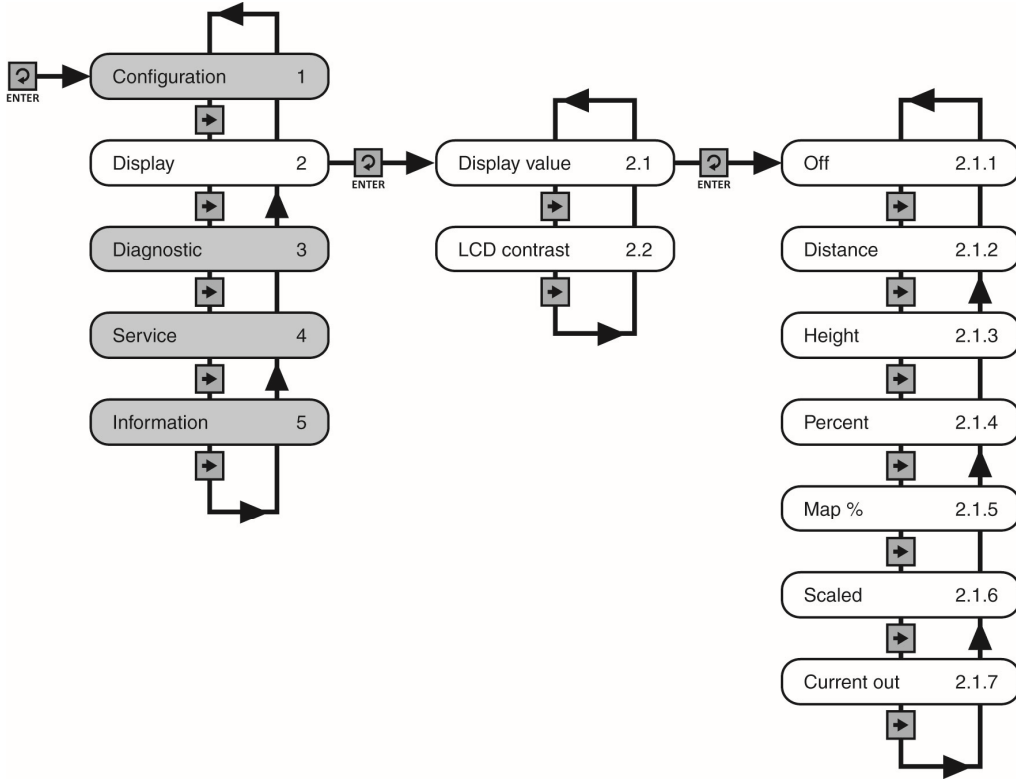 ENTER
Configuration 1
Display 2
ENTER
Display value 2.1
ENTER
Off 2.1.1
Diagnostic 3
LCD contrast 2.2
Distance 2.1.2
Service 4
Height 2.1.3
Information 5
Percent 2.1.4
Map % 2.1.5
Scaled 2.1.6
Current out 2.1.7